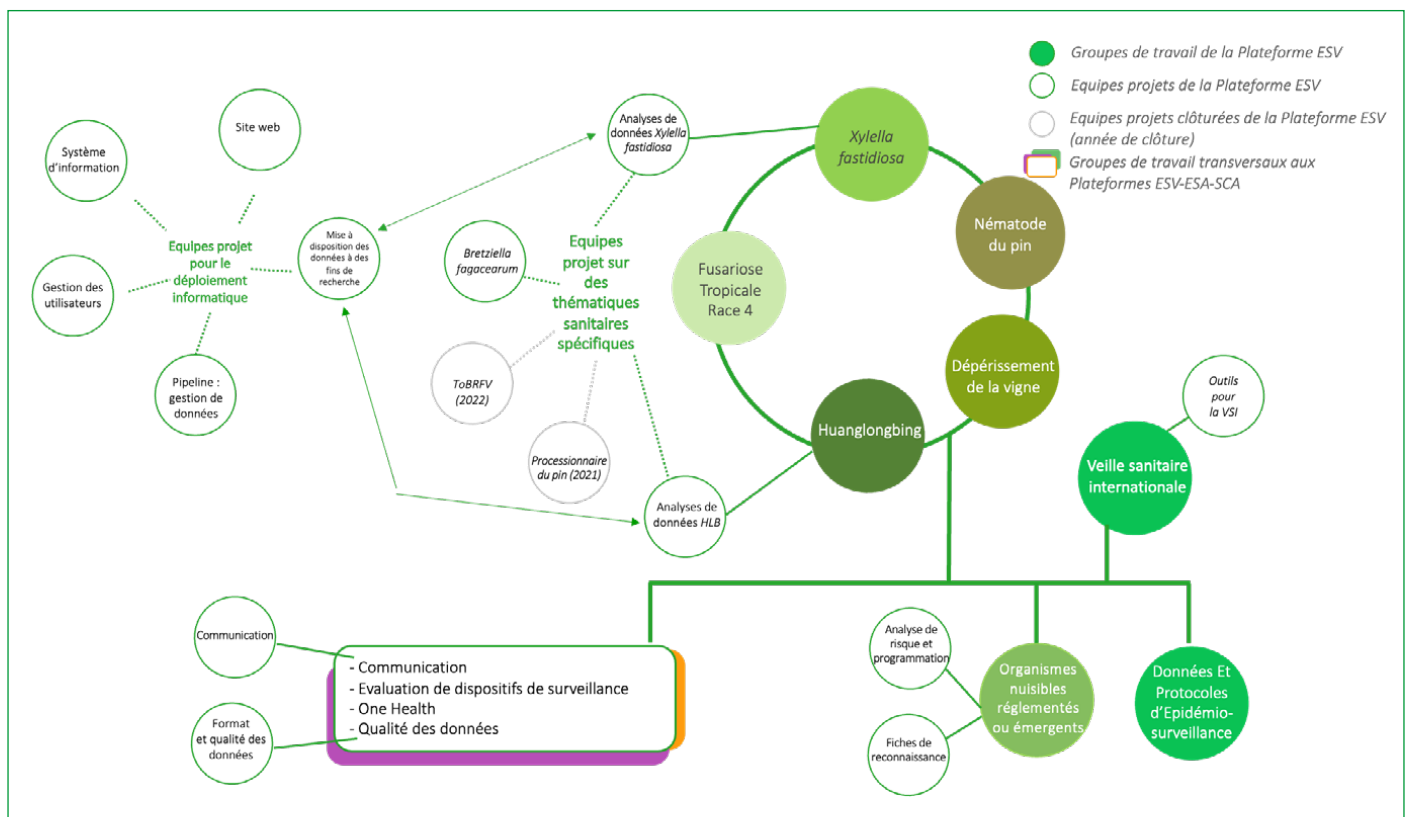 Groupes de travail de la Plateforme ESV
Equipes projets de la Plateforme ESV
Equipes projets clôturées de la Plateforme ESV
(année de clôture)
Groupes de travail transversaux aux
Plateformes ESV-ESA-SCA
Site web
Système
d'information
Equipes projet
pour le
déploiement
informatique
Gestion des
utilisateurs
Pipeline :
gestion de
données
Mise à
disposition des
données à des
fins de
recherche
Analyses de
données Xylella
fastidiosa
Bretziella
fagacearum
Equipes
projet sur
des
thématiques
sanitaires
spécifiques
ToBRFV
(2022)
Processionnaire
du pin (2021)
Analyses de
données HLB
Xylella
fastidiosa
Nématode
du pin
Fusariose
Tropicale
Race 4
Dépérissement
de la vigne
Huanglongbing
Outils
pour
la VSI
Veille sanitaire
internationale
Communication
Format
et qualité des
données
- Communication
- Evaluation de dispositifs de surveillance
- One Health
- Qualité des données
Analyse de
risque et
programmation
Fiches de
reconnaissance
Organismes
nuisibles
réglementés
ou émergents
Données Et
Protocoles
d'Epidémio-
surveillance